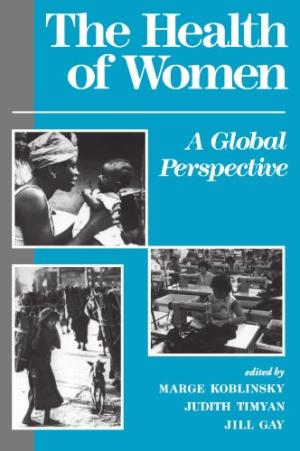 The Health
of Women
A Global
Perspective
edited by
MARGE KOBLINSKY
JUDITH TIMYAN
JILL GAY